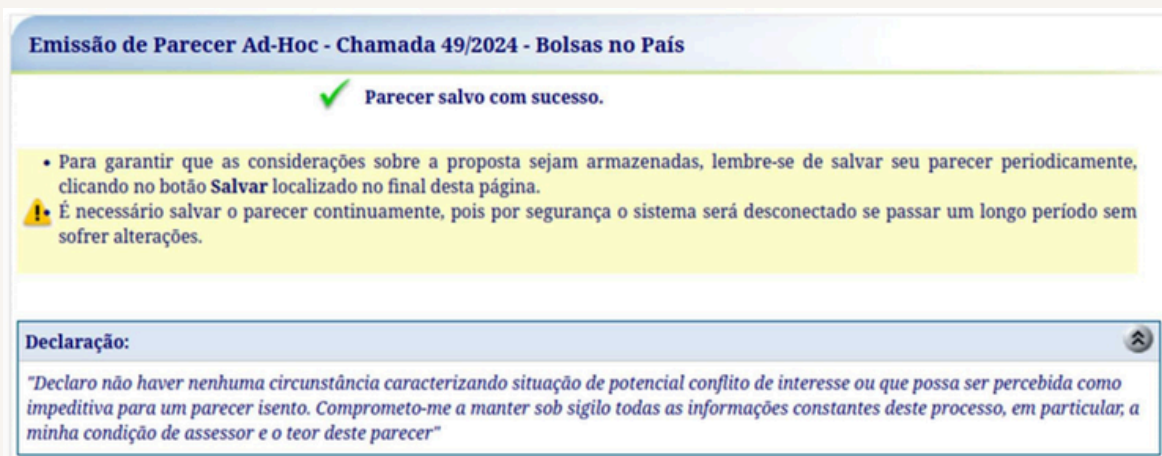 Emissão de Parecer Ad-Hoc - Chamada 49/2024 - Bolsas no País
Parecer salvo com sucesso.
• Para garantir que as considerações sobre a proposta sejam armazenadas, lembre-se de salvar seu parecer periodicamente,
clicando no botão Salvar localizado no final desta página.
• É necessário salvar o parecer continuamente, pois por segurança o sistema será desconectado se passar um longo período sem
sofrer alterações.
Declaração:
"Declaro não haver nenhuma circunstância caracterizando situação de potencial conflito de interesse ou que possa ser percebida como
impeditiva para um parecer isento. Comprometo-me a manter sob sigilo todas as informações constantes deste processo, em particular, a
minha condição de assessor e o teor deste parecer"